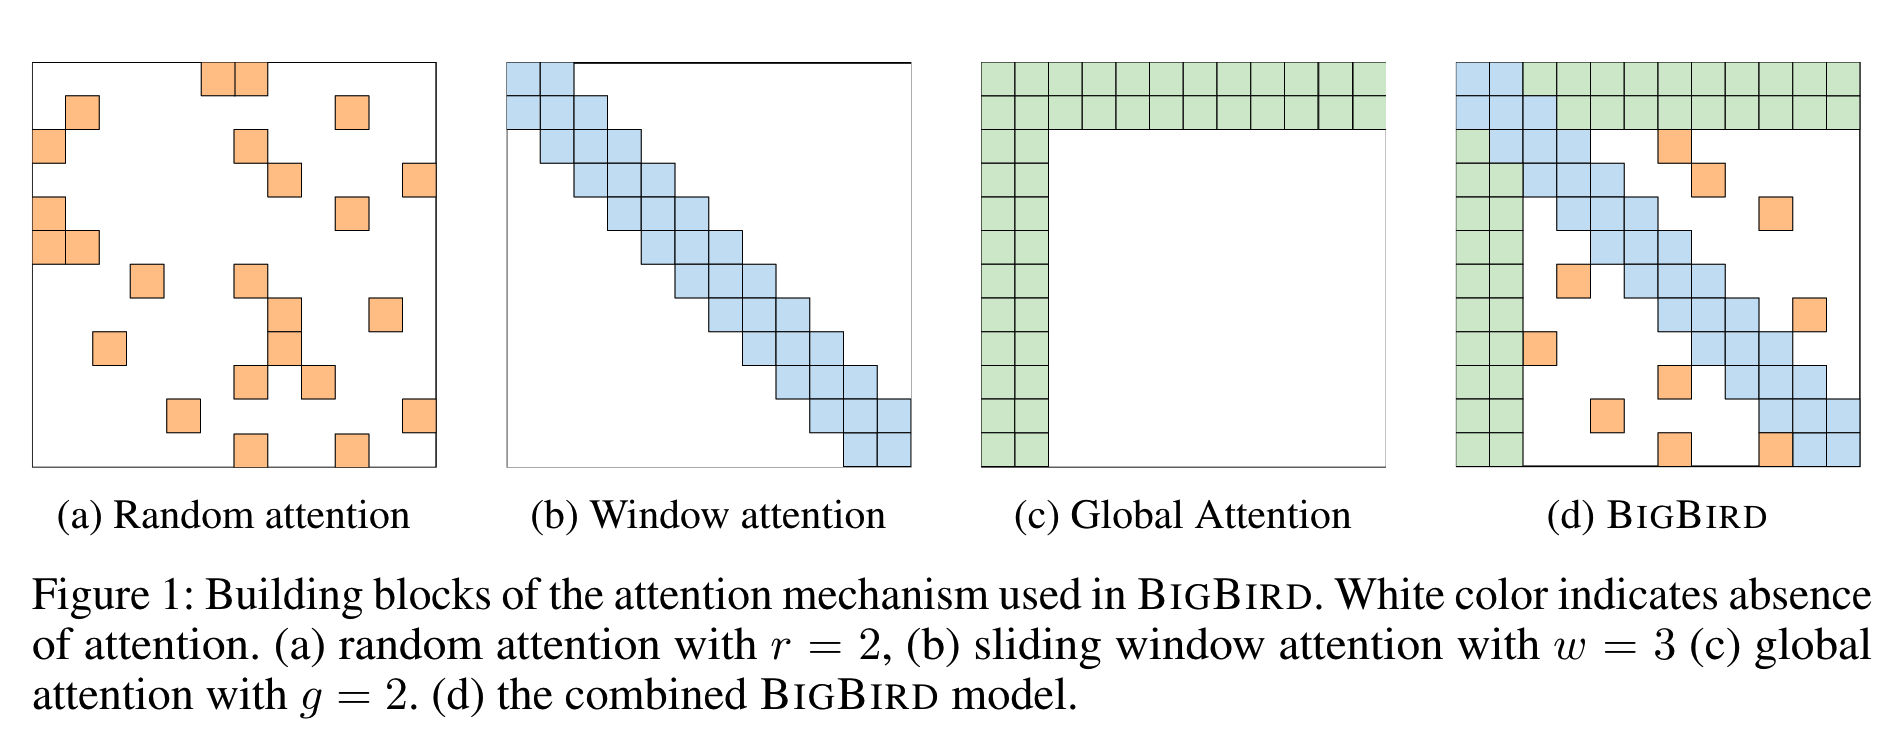 (a) Random attention
(b) Window attention
(c) Global Attention
(d) BIGBIRD
Figure 1: Building blocks of the attention mechanism used in BIGBIRD. White color indicates absence
of attention. (a) random attention with r = 2, (b) sliding window attention with w = 3 (c) global
attention with g = 2. (d) the combined BIGBIRD model.